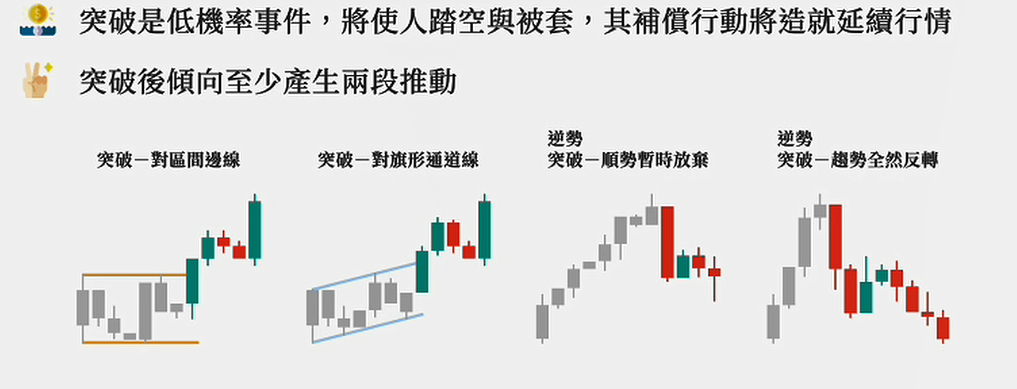 突破是低機率事件，將使人踏空與被套，其補償行動將造就延續行情
突破後傾向至少產生兩段推動
突破－對區間邊線
突破－對旗形通道線
逆勢
突破－順勢暫時放棄
逆勢
突破－趨勢全然反轉